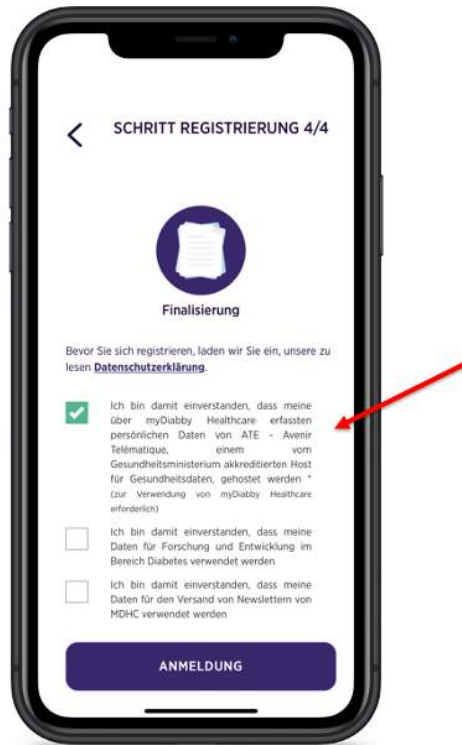 SCHRITT REGISTRIERUNG 4/4
Finalisierung
Bevor Sie sich registrieren, laden wir Sie ein, unsere zu
lesen Datenschutzerklärung.
Ich bin damit einverstanden, dass meine
über myDiabby Healthcare erfassten
persönlichen Daten von ATE - Avenir
Télématique, einem vom
Gesundheitsministerium akkreditierten Host
für Gesundheitsdaten, gehostet werden *
(zur Verwendung von myDiabby Healthcare
erforderlich)
Ich bin damit einverstanden, dass meine
Daten für Forschung und Entwicklung im
Bereich Diabetes verwendet werden
Ich bin damit einverstanden, dass meine
Daten für den Versand von Newslettern von
MDHC verwendet werden
ANMELDUNG